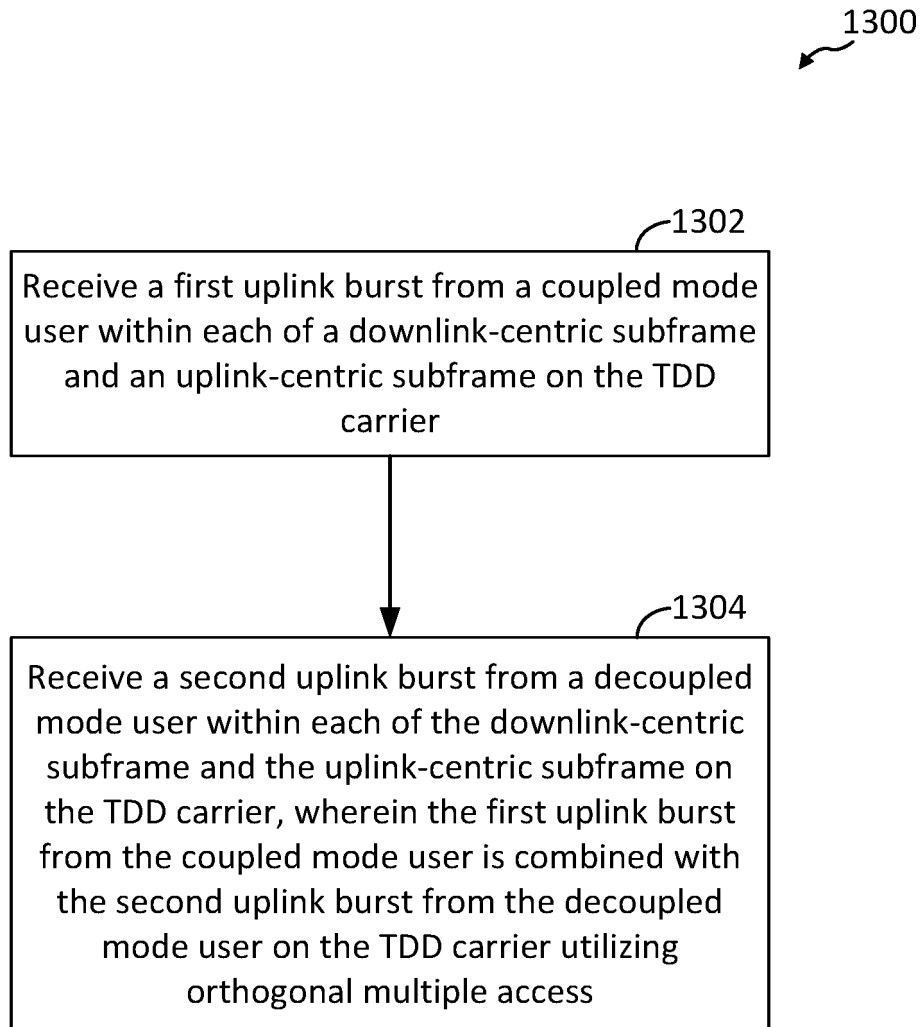 1300
1302
Receive a first uplink burst from a coupled mode
user within each of a downlink-centric subframe
and an uplink-centric subframe on the TDD
carrier
1304
Receive a second uplink burst from a decoupled
mode user within each of the downlink-centric
subframe and the uplink-centric subframe on
the TDD carrier, wherein the first uplink burst
from the coupled mode user is combined with
the second uplink burst from the decoupled
mode user on the TDD carrier utilizing
orthogonal multiple access